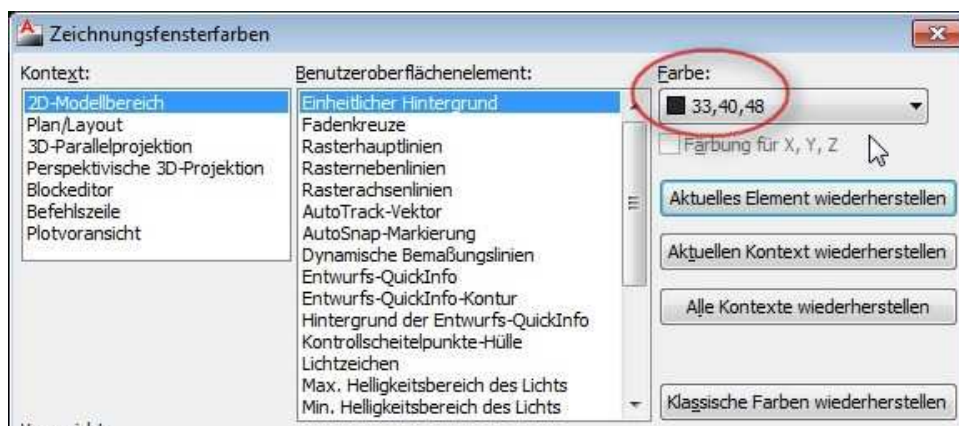 Zeichnungsfensterfarben
Kontext:
2D-Modellbereich
Plan/Layout
3D-Parallelprojektion
Perspektivische 3D-Projektion
Blockeditor
Befehlszeile
Plotvoransicht
Benutzeroberflächenelement:
Einheitlicher Hintergrund
Fadenkreuze
Rasterhauptlinien
Rasternebenlinien
Rasterachsenlinien
AutoTrack-Vektor
AutoSnap-Markierung
Dynamische Bemaßungslinien
Entwurfs-QuickInfo
Entwurfs-QuickInfo-Kontur
Hintergrund der Entwurfs-QuickInfo
Kontrollscheitelpunkte-Hülle
Lichtzeichen
Max. Helligkeitsbereich des Lichts
Min. Helligkeitsbereich des Lichts
Farbe:
33,40,48
Färbung für X, Y, Z
Aktuelles Element wiederherstellen
Aktuellen Kontext wiederherstellen
Alle Kontexte wiederherstellen
Klassische Farben wiederherstellen